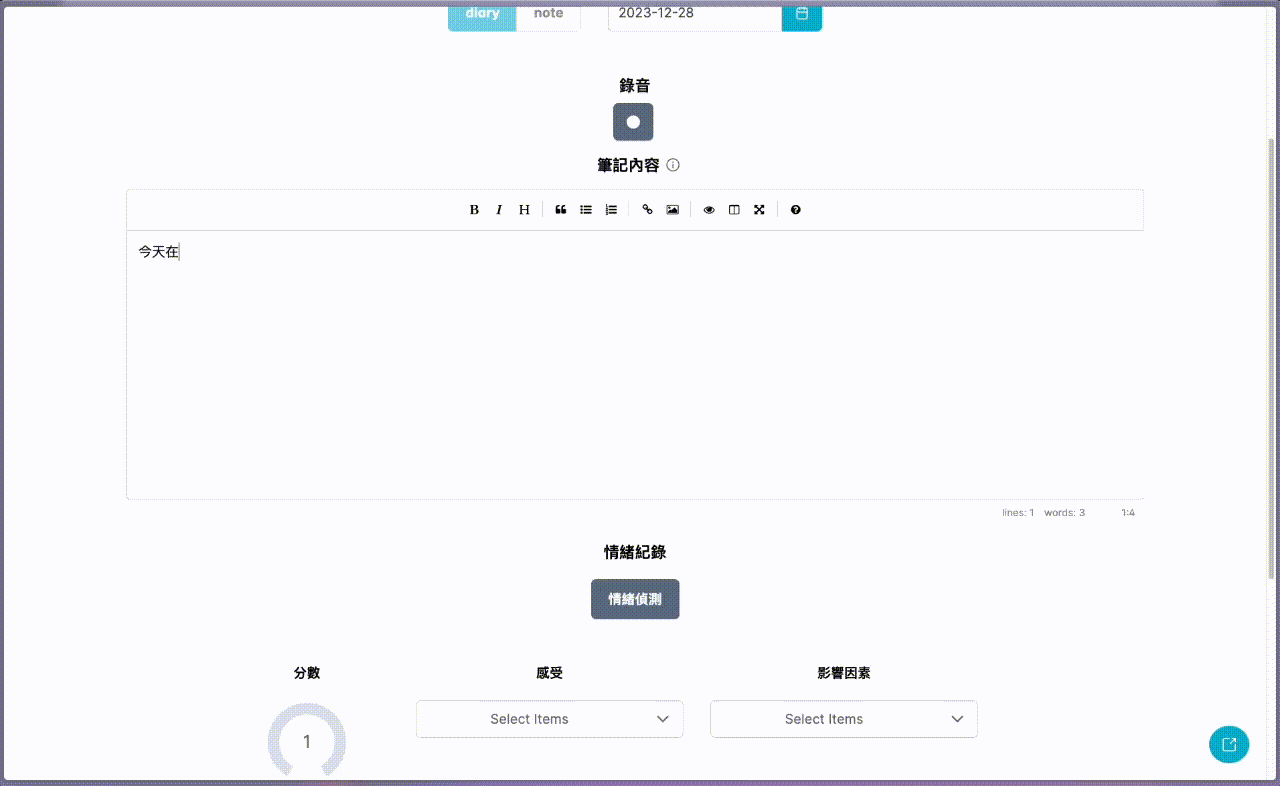 diary note 2023-12-28
錄音
筆記內容
B I H
今天在
lines: 1 words: 3 1:4
情緒紀錄
情緒偵測
分數 感受 影響因素
1 Select Items Select Items